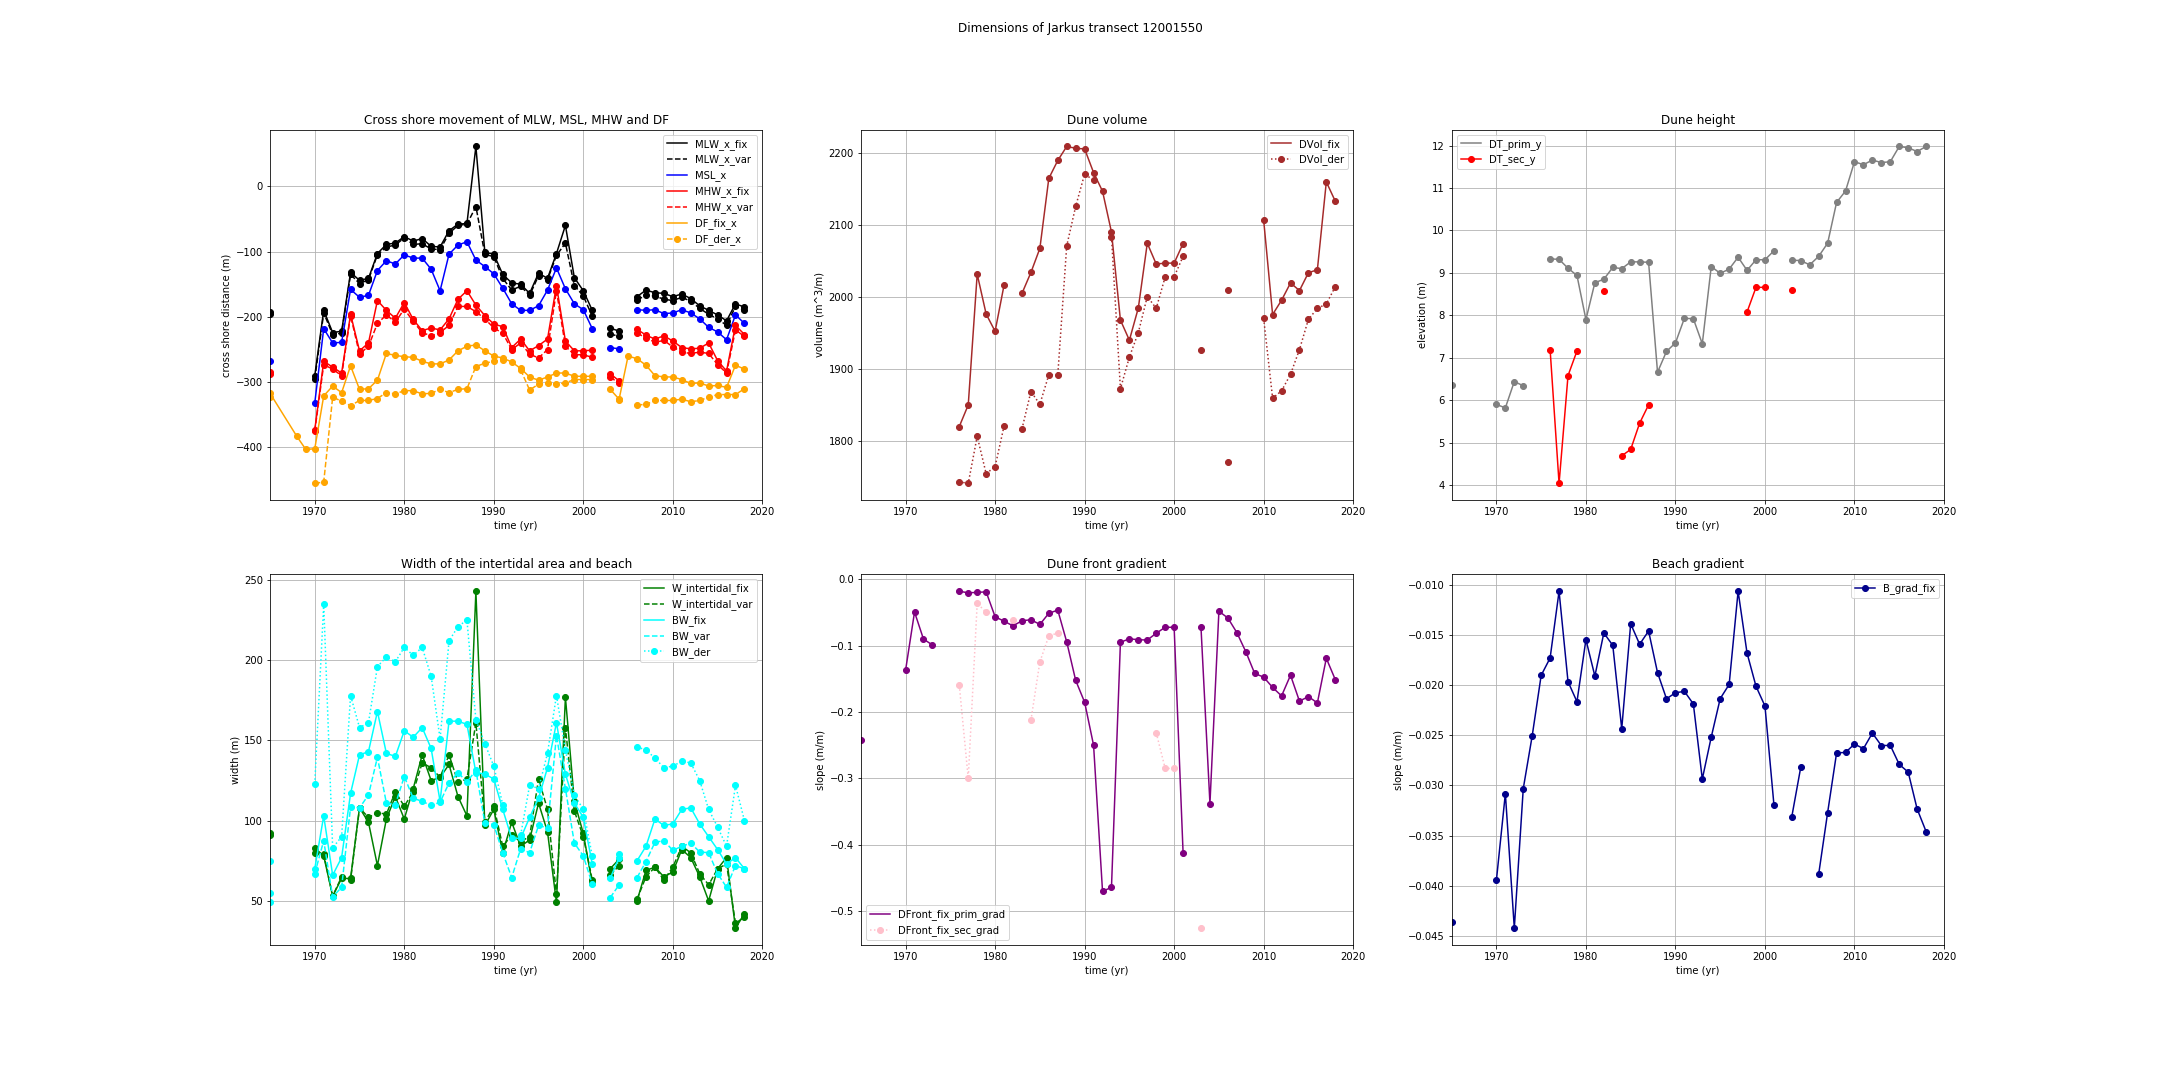 Dimensions of Jarkus transect 12001550
Cross shore movement of MLW, MSL, MHW and DF
MLW_x_fix
MLW_x_var
MSL_x
MHW_x_fix
MHW_x_var
DF_fix_x
DF_der_x
cross shore distance (m)
0
−100
−200
−300
−400
1970 1980 1990 2000 2010 2020
time (yr)
Dune volume
DVol_fix
DVol_der
volume (m^3/m)
2200
2100
2000
1900
1800
1970 1980 1990 2000 2010 2020
time (yr)
Dune height
DT_prim_y
DT_sec_y
elevation (m)
12
11
10
9
8
7
6
5
4
1970 1980 1990 2000 2010 2020
time (yr)
Width of the intertidal area and beach
W_intertidal_fix
W_intertidal_var
BW_fix
BW_var
BW_der
width (m)
250
200
150
100
50
1970 1980 1990 2000 2010 2020
time (yr)
Dune front gradient
DFront_fix_prim_grad
DFront_fix_sec_grad
slope (m/m)
0.0
−0.1
−0.2
−0.3
−0.4
−0.5
1970 1980 1990 2000 2010 2020
time (yr)
Beach gradient
B_grad_fix
slope (m/m)
−0.010
−0.015
−0.020
−0.025
−0.030
−0.035
−0.040
−0.045
1970 1980 1990 2000 2010 2020
time (yr)